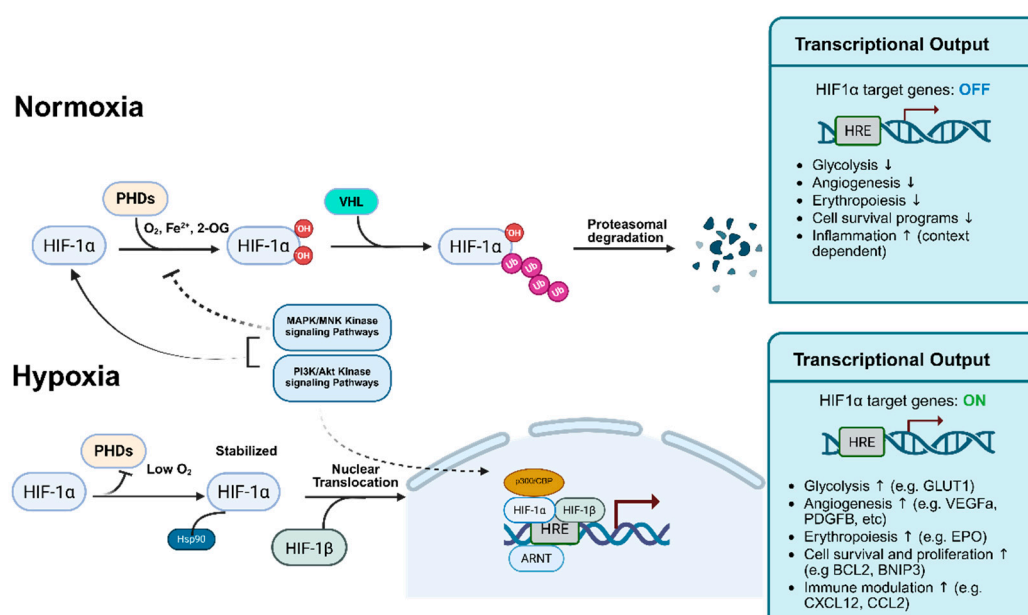 Normoxia
HIF-1α
PHDs
O₂, Fe²⁺, 2-OG
HIF-1α
OH
OH
VHL
HIF-1α
OH
Ub
Ub
Ub
Ub
Proteasomal
degradation
MAPK/MNK Kinase
signaling Pathways
PI3K/Akt Kinase
signaling Pathways
Transcriptional Output
HIF1α target genes: OFF
HRE
• Glycolysis ↓
• Angiogenesis ↓
• Erythropoiesis ↓
• Cell survival programs ↓
• Inflammation ↑ (context
dependent)
Hypoxia
HIF-1α
PHDs
Low O₂
Stabilized
HIF-1α
Hsp90
Nuclear
Translocation
HIF-1β
p300/CBP
HIF-1α
HIF-1β
HRE
ARNT
Transcriptional Output
HIF1α target genes: ON
HRE
• Glycolysis ↑ (e.g. GLUT1)
• Angiogenesis ↑ (e.g. VEGFa,
PDGFB, etc)
• Erythropoiesis ↑ (e.g. EPO)
• Cell survival and proliferation ↑
(e.g BCL2, BNIP3)
• Immune modulation ↑ (e.g.
CXCL12, CCL2)